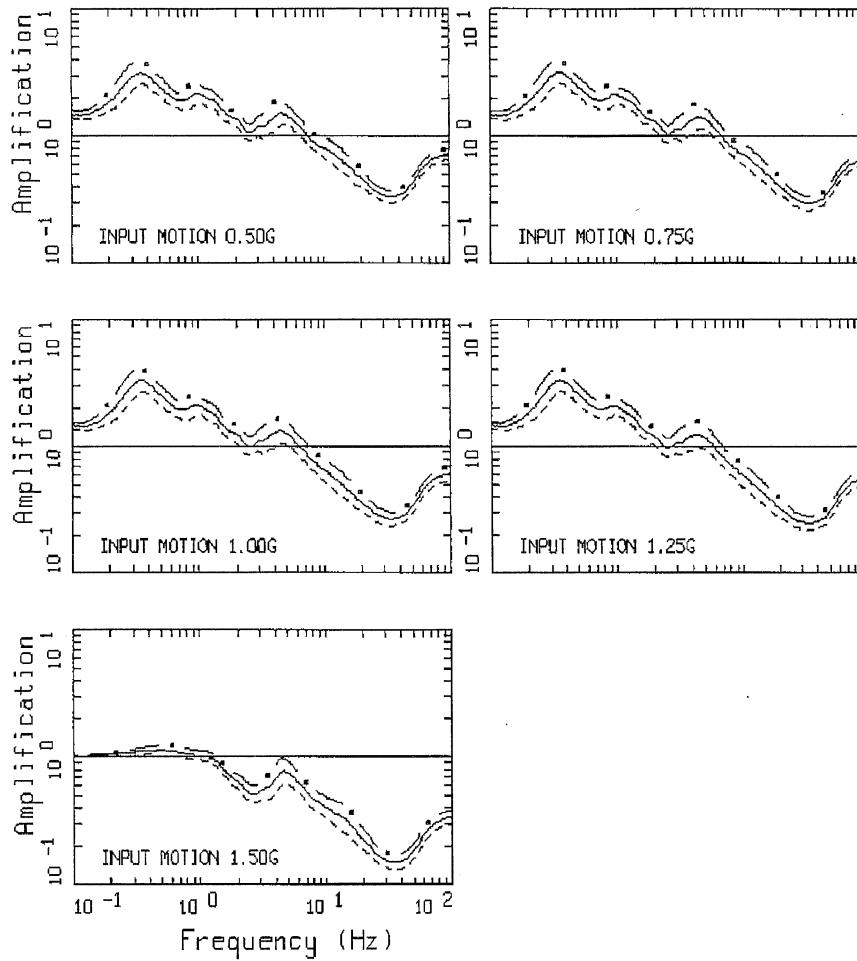 Amplification
10 1
10 0
10 -1
INPUT MOTION 0.50G
10 1
10 0
10 -1
INPUT MOTION 0.75G
Amplification
10 1
10 0
10 -1
INPUT MOTION 1.00G
10 1
10 0
10 -1
INPUT MOTION 1.25G
Amplification
10 1
10 0
10 -1
INPUT MOTION 1.50G
10 -1
10 0
10 1
10 2
Frequency (Hz)